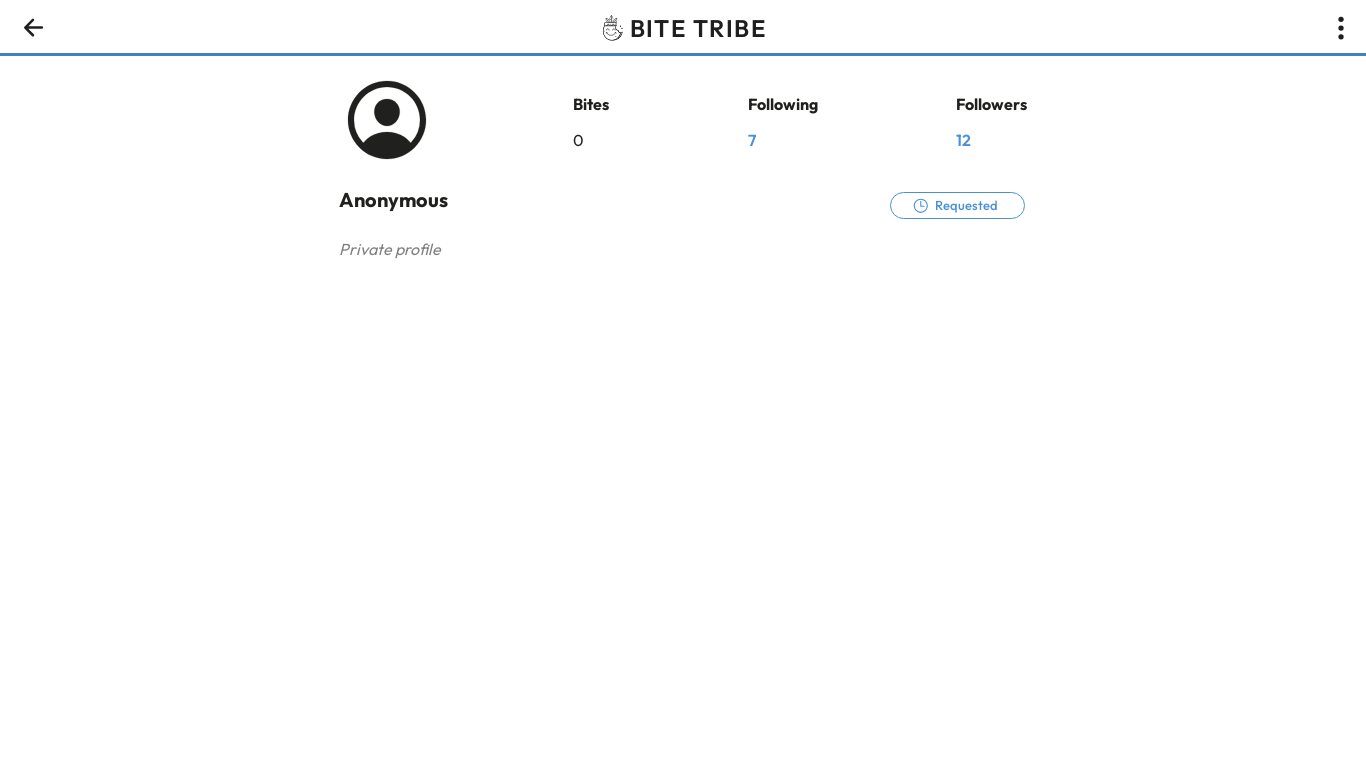 BITE TRIBE
Bites
Following
Followers
0
7
12
Anonymous
Requested
Private profile